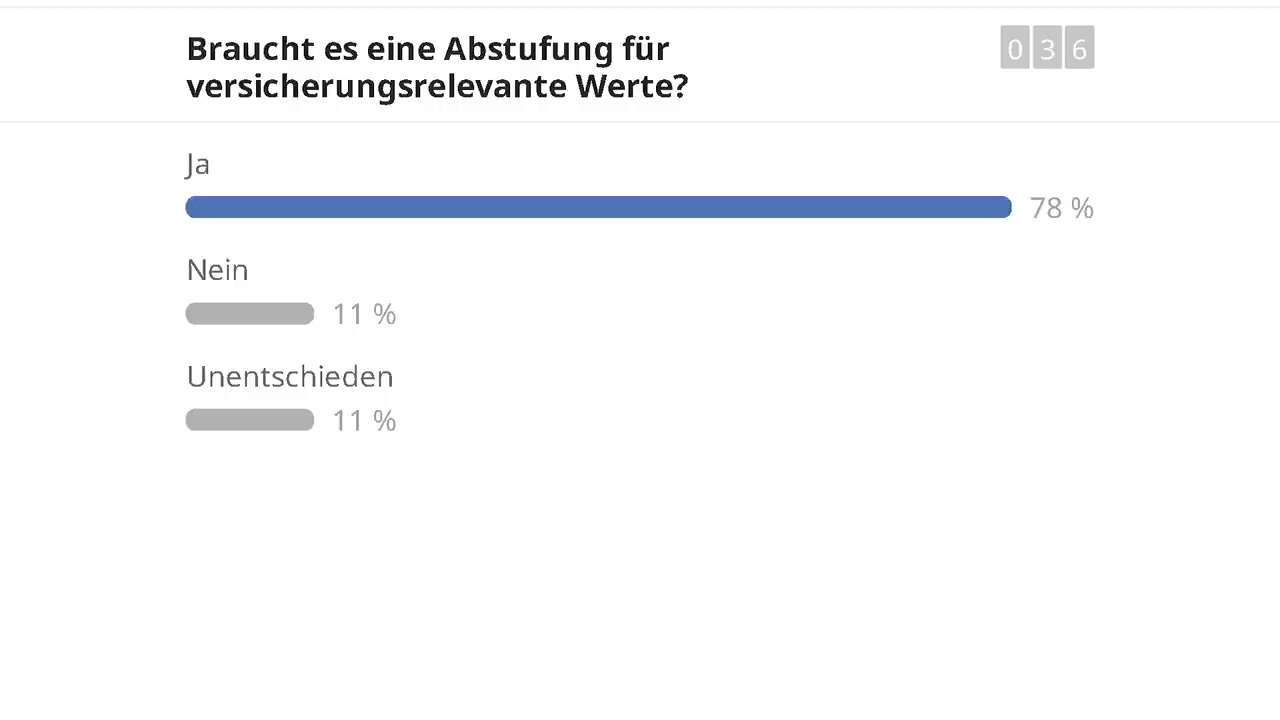 Braucht es eine Abstufung für
versicherungsrelevante Werte?
036
Ja
78 %
Nein
11 %
Unentschieden
11 %